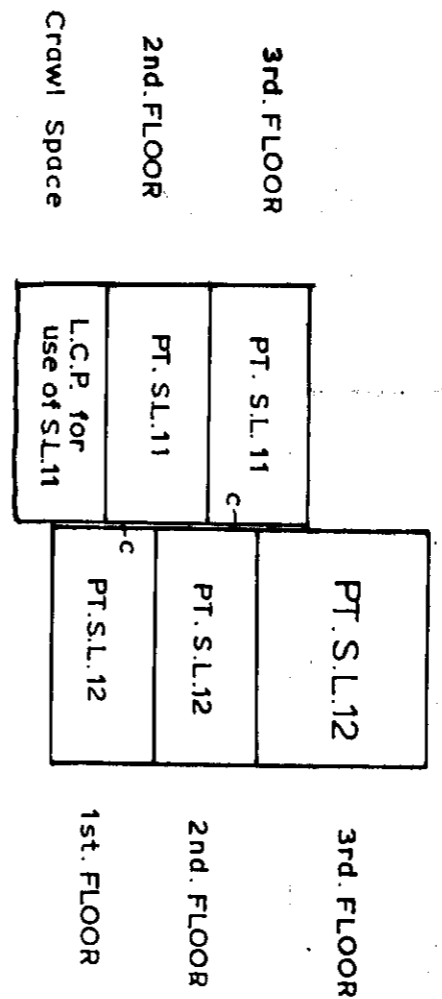 3rd. FLOOR
PT. S.L. 11
C
PT. S.L.12
3rd. FLOOR
2nd. FLOOR
PT. S.L.11
PT. S.L.12
2nd. FLOOR
Crawl Space
L.C.P. for
use of S.L.11
C
PT.S.L.12
1st. FLOOR